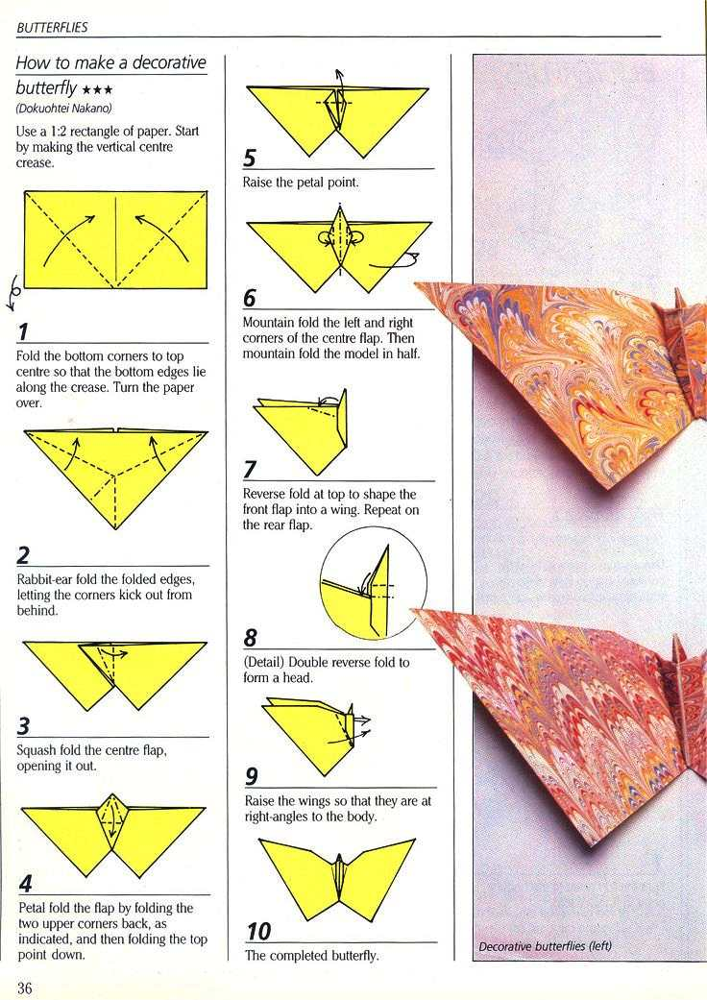 BUTTERFLIES
How to make a decorative
butterfly ★★★
(Dokuohtei Nakano)
Use a 1:2 rectangle of paper. Start
by making the vertical centre
crease.
1
Fold the bottom corners to top
centre so that the bottom edges lie
along the crease. Turn the paper
over.
2
Rabbit-ear fold the folded edges,
letting the corners kick out from
behind.
3
Squash fold the centre flap,
opening it out.
4
Petal fold the flap by folding the
two upper corners back, as
indicated, and then folding the top
point down.
5
Raise the petal point.
6
Mountain fold the left and right
corners of the centre flap. Then
mountain fold the model in half.
7
Reverse fold at top to shape the
front flap into a wing. Repeat on
the rear flap.
8
(Detail) Double reverse fold to
form a head.
9
Raise the wings so that they are at
right-angles to the body.
10
The completed butterfly.
Decorative butterflies (left)
36